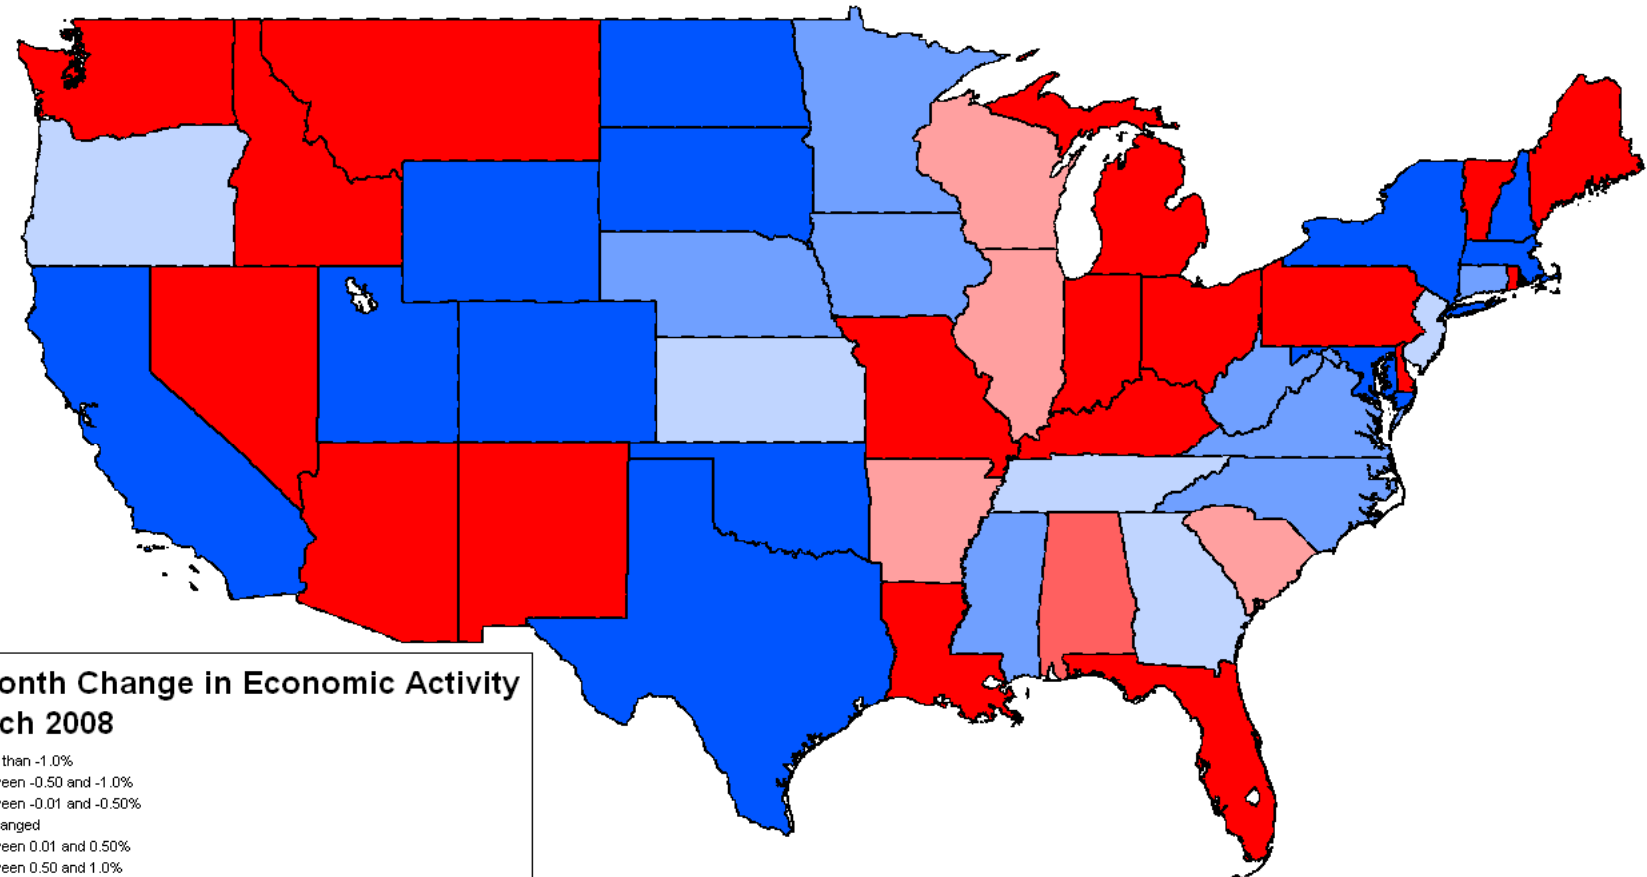 onth Change in Economic Activity
ch 2008
than -1.0%
een -0.50 and -1.0%
een -0.01 and -0.50%
anged
een 0.01 and 0.50%
een 0.50 and 1.0%